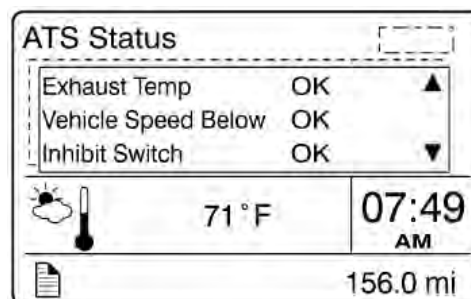 ATS Status
Exhaust Temp OK
Vehicle Speed Below OK
Inhibit Switch OK
71°F
07:49
AM
156.0 mi